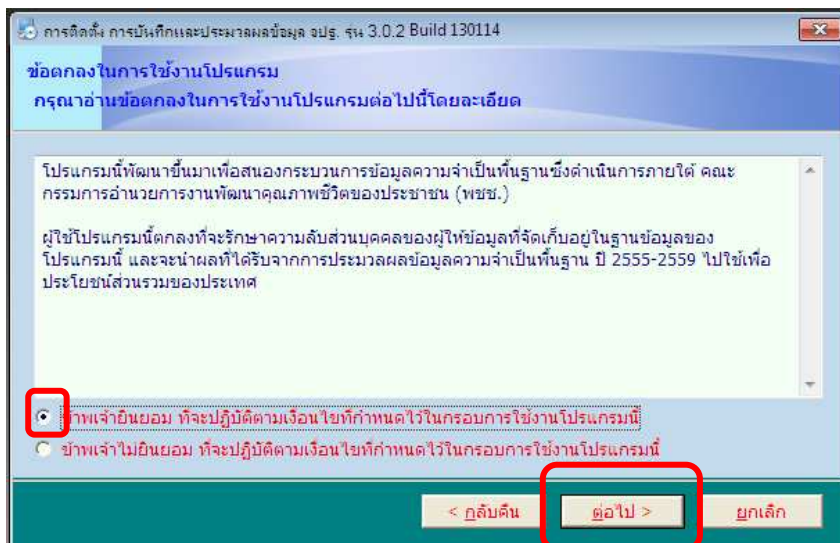 การติดตั้ง การบันทึกและประมวลผลข้อมูล จปฐ. รุ่น 3.0.2 Build 130114
ข้อตกลงในการใช้งานโปรแกรม
กรุณาอ่านข้อตกลงในการใช้งานโปรแกรมต่อไปนี้โดยละเอียด
โปรแกรมนี้พัฒนาขึ้นมาเพื่อสนองกระบวนการข้อมูลความจำเป็นพื้นฐานซึ่งดำเนินการภายใต้ คณะ
กรรมการอำนวยการงานพัฒนาคุณภาพชีวิตของประชาชน (พชช.)
ผู้ใช้โปรแกรมนี้ตกลงที่จะรักษาความลับส่วนบุคคลของผู้ให้ข้อมูลที่จัดเก็บอยู่ในฐานข้อมูลของ
โปรแกรมนี้ และจะนำผลที่ได้รับจากการประมวลผลข้อมูลความจำเป็นพื้นฐาน ปี 2555-2559 ไปใช้เพื่อ
ประโยชน์ส่วนรวมของประเทศ
ข้าพเจ้ายินยอม ที่จะปฏิบัติตามเงื่อนไขที่กำหนดไว้ในกรอบการใช้งานโปรแกรมนี้
ข้าพเจ้าไม่ยินยอม ที่จะปฏิบัติตามเงื่อนไขที่กำหนดไว้ในกรอบการใช้งานโปรแกรมนี้
< กลับคืน ต่อไป > ยกเลิก